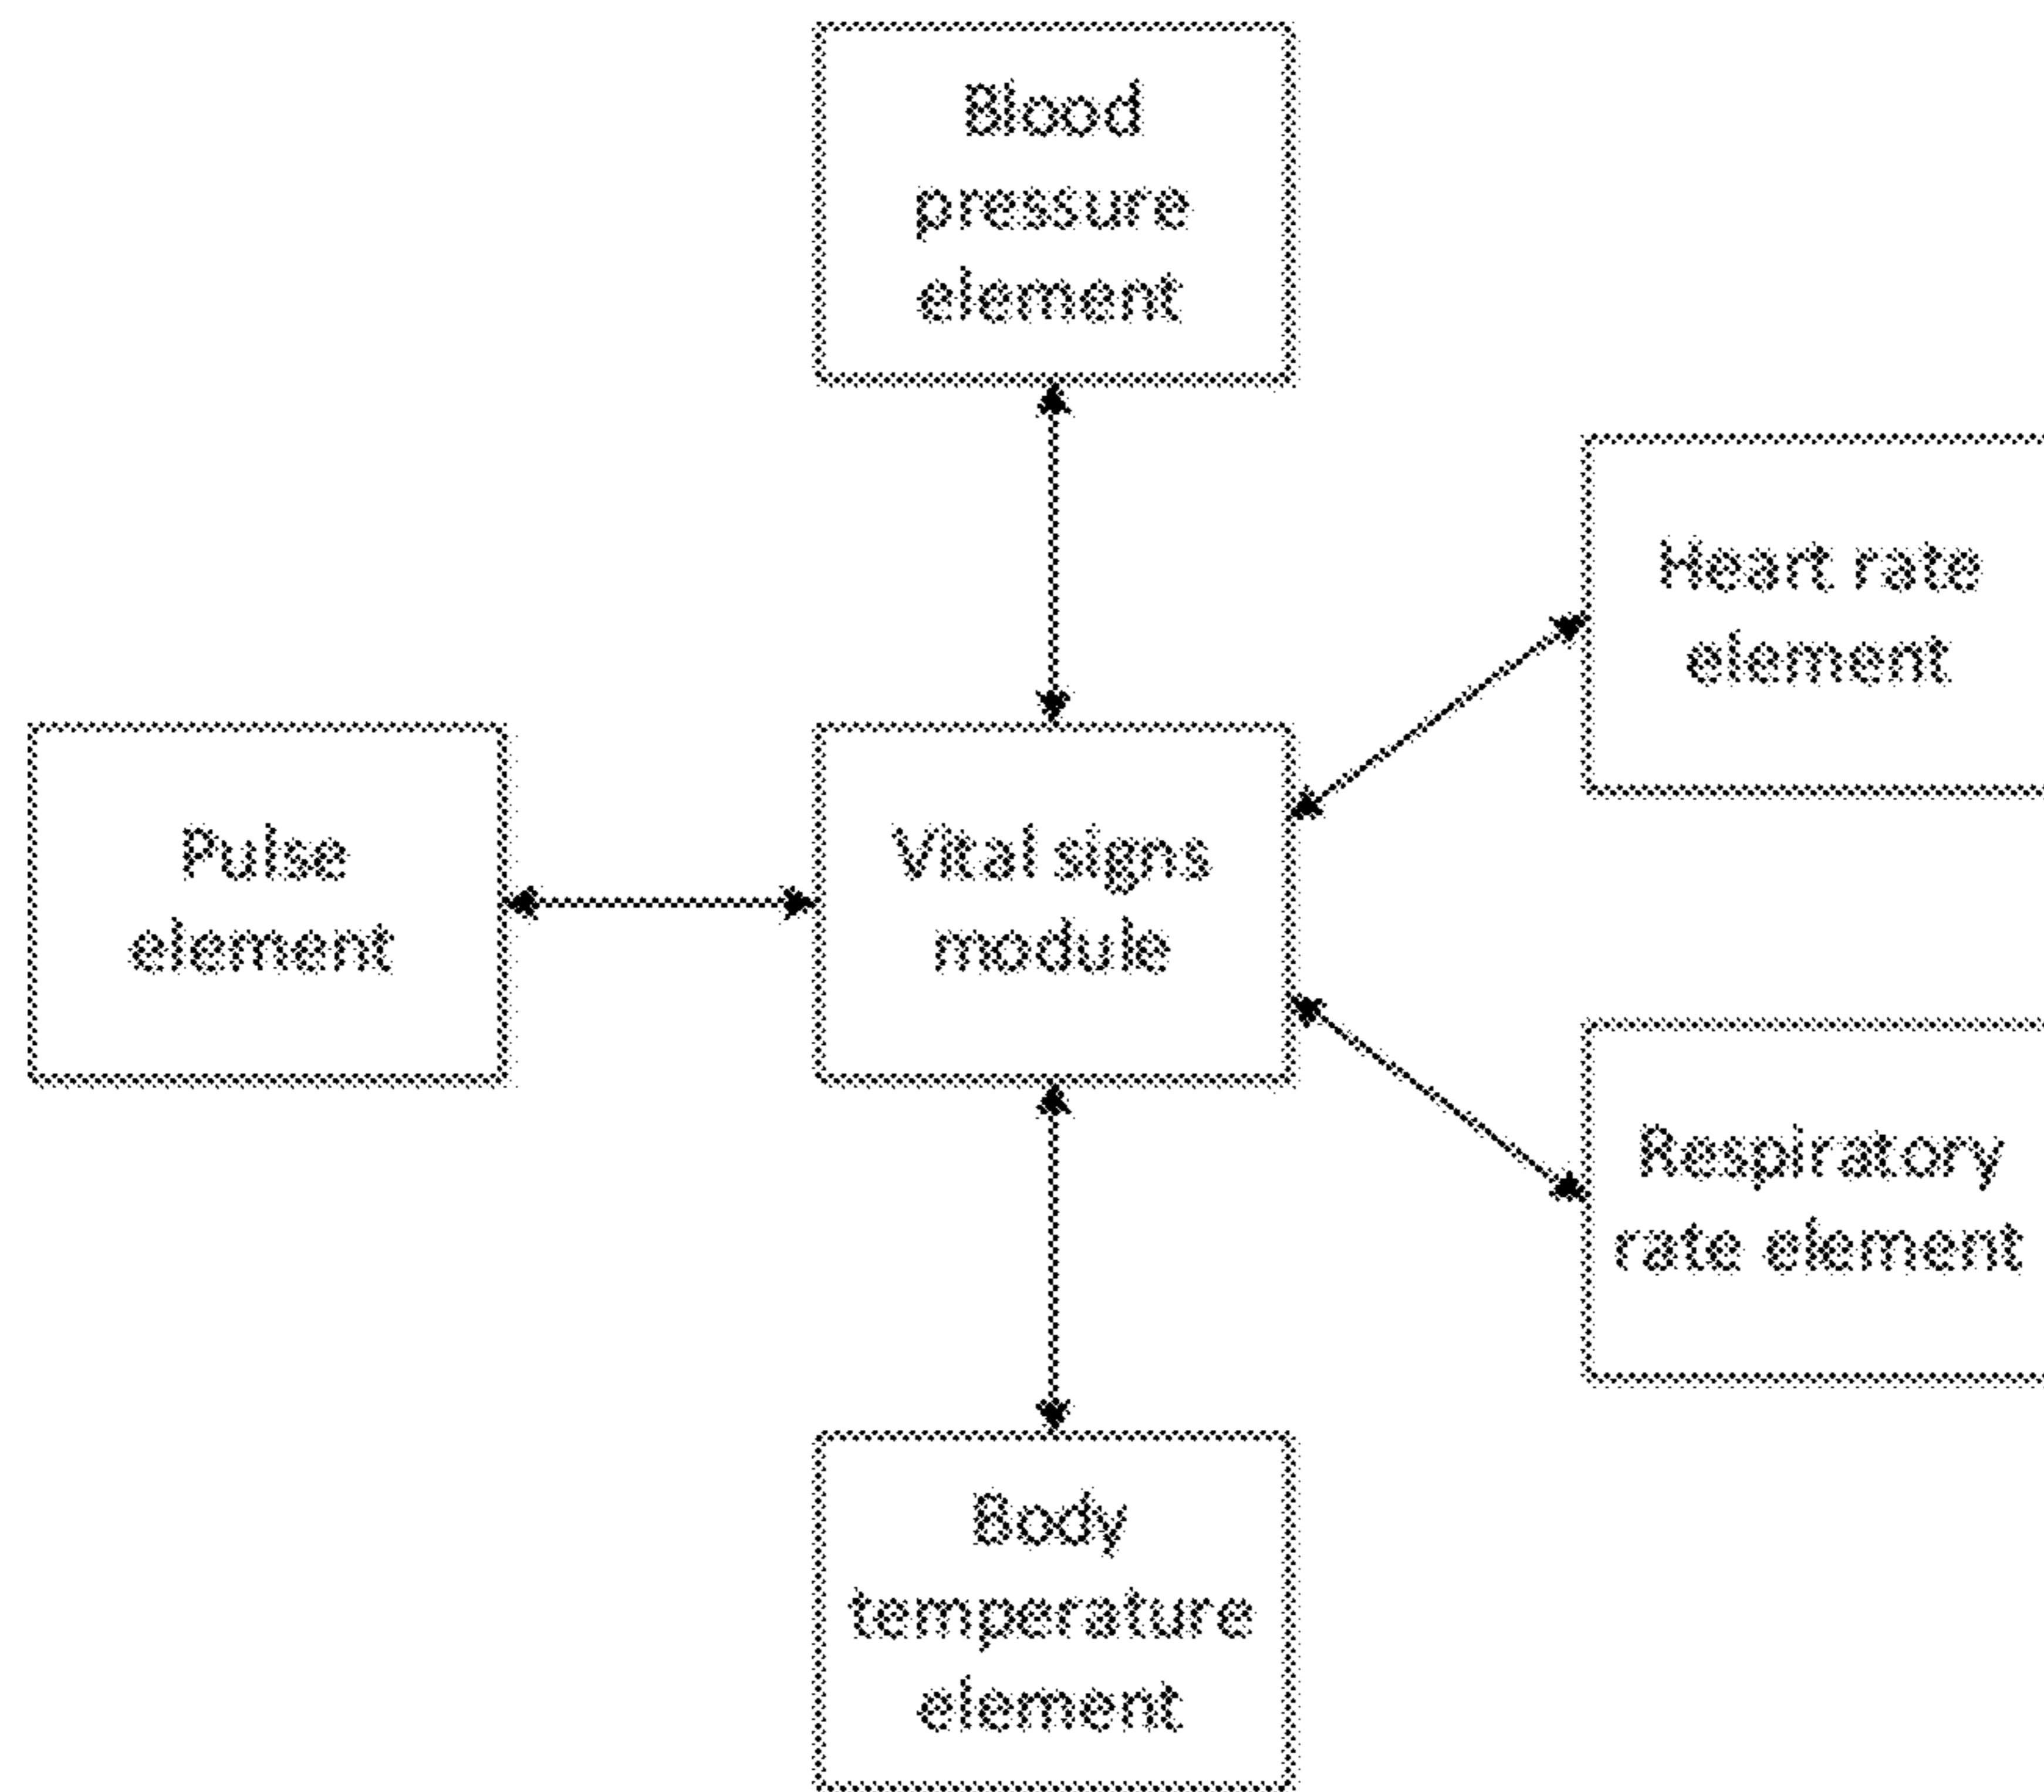 Blood
pressure
element
Heart rate
element
Pulse
element
Vital signs
module
Respiratory
rate element
Body
temperature
element